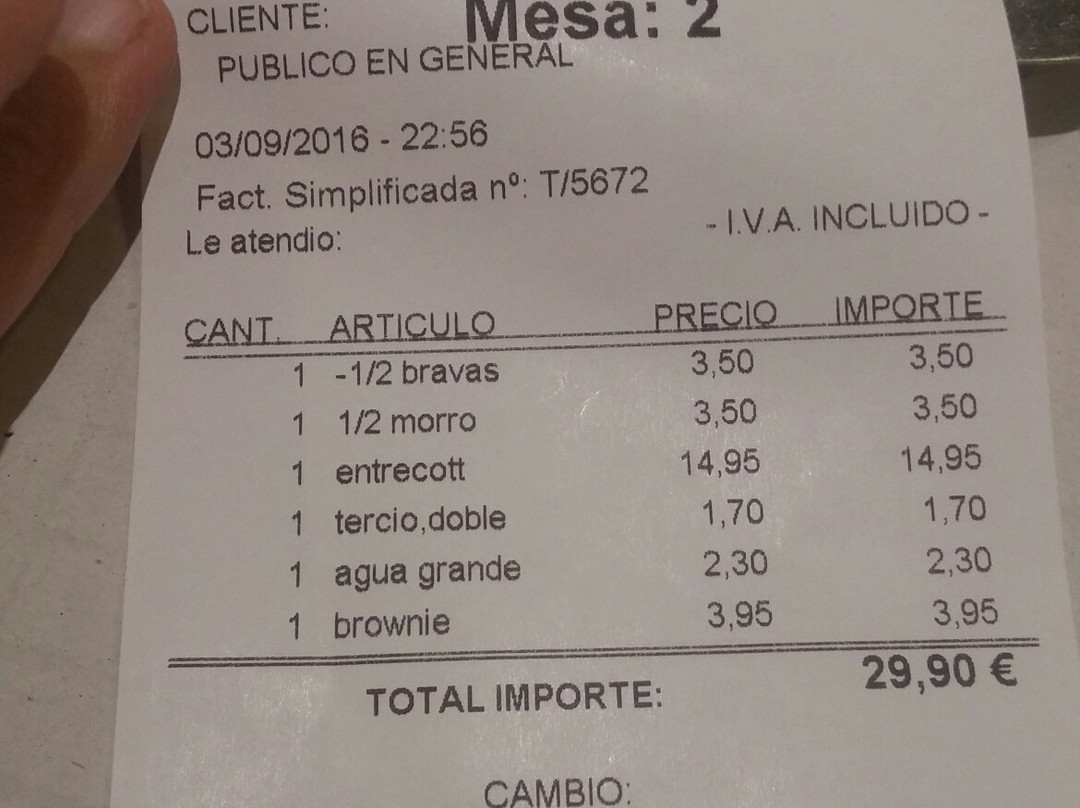 CLIENTE: Mesa: 2
PUBLICO EN GENERAL
03/09/2016 - 22:56
Fact. Simplificada nº: T/5672
Le atendio: - I.V.A. INCLUIDO -
CANT. ARTICULO PRECIO IMPORTE
1 -1/2 bravas 3,50 3,50
1 1/2 morro 3,50 3,50
1 entrecott 14,95 14,95
1 tercio,doble 1,70 1,70
1 agua grande 2,30 2,30
1 brownie 3,95 3,95
TOTAL IMPORTE: 29,90 €
CAMBIO: